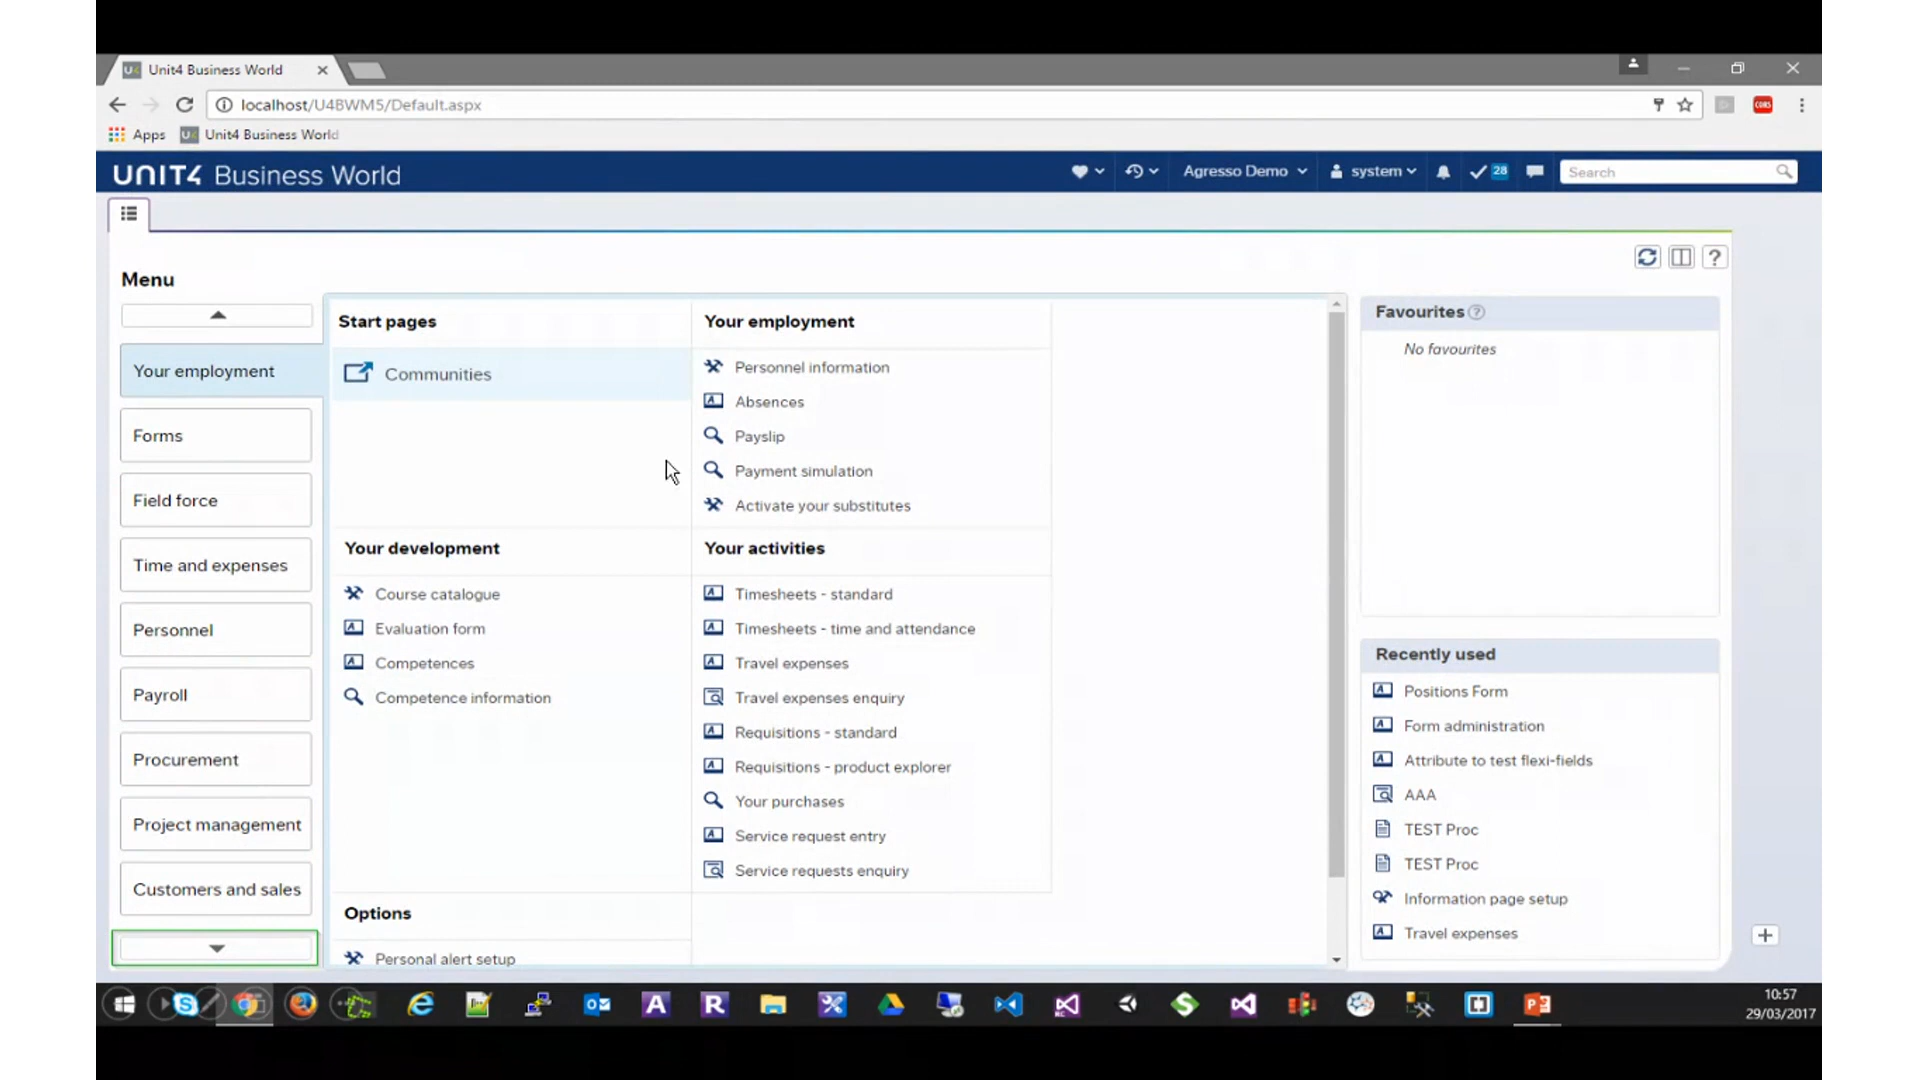 Unit4 Business World
localhost/U4BWM5/Default.aspx
Apps Unit4 Business World
UNIT4 Business World
Agresso Demo system 28 Search
Menu
Your employment
Forms
Field force
Time and expenses
Personnel
Payroll
Procurement
Project management
Customers and sales
Start pages
Communities
Your employment
Personnel information
Absences
Payslip
Payment simulation
Activate your substitutes
Your development
Course catalogue
Evaluation form
Competences
Competence information
Your activities
Timesheets - standard
Timesheets - time and attendance
Travel expenses
Travel expenses enquiry
Requisitions - standard
Requisitions - product explorer
Your purchases
Service request entry
Service requests enquiry
Options
Personal alert setup
Favourites ?
No favourites
Recently used
Positions Form
Form administration
Attribute to test flexi-fields
AAA
TEST Proc
TEST Proc
Information page setup
Travel expenses
10:57
29/03/2017